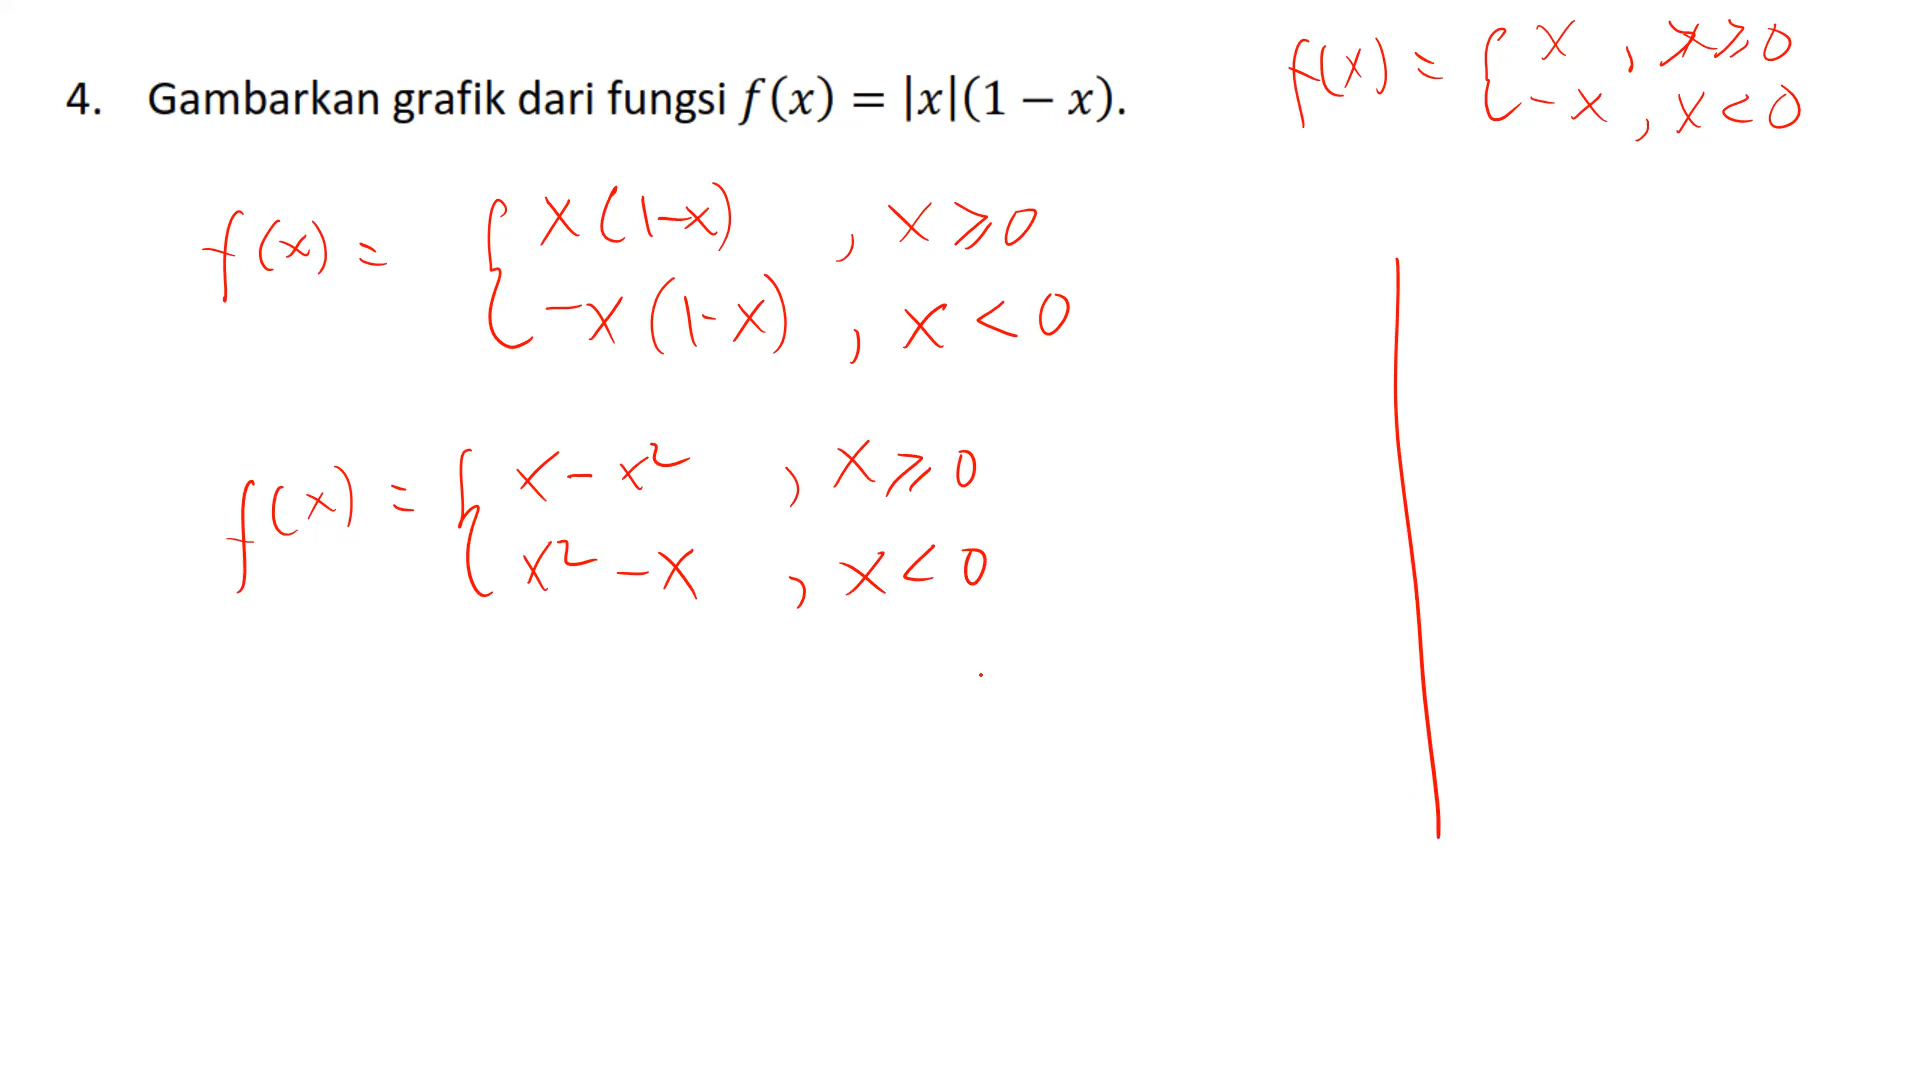 4. Gambarkan grafik dari fungsi f(x) = |x|(1 − x).
f(x) = { x , x ⩾ 0
- x , x < 0
f(x) = { x (1-x) , x ⩾ 0
-x (1-x) , x < 0
f(x) = { x - x² , x ⩾ 0
x² - x , x < 0